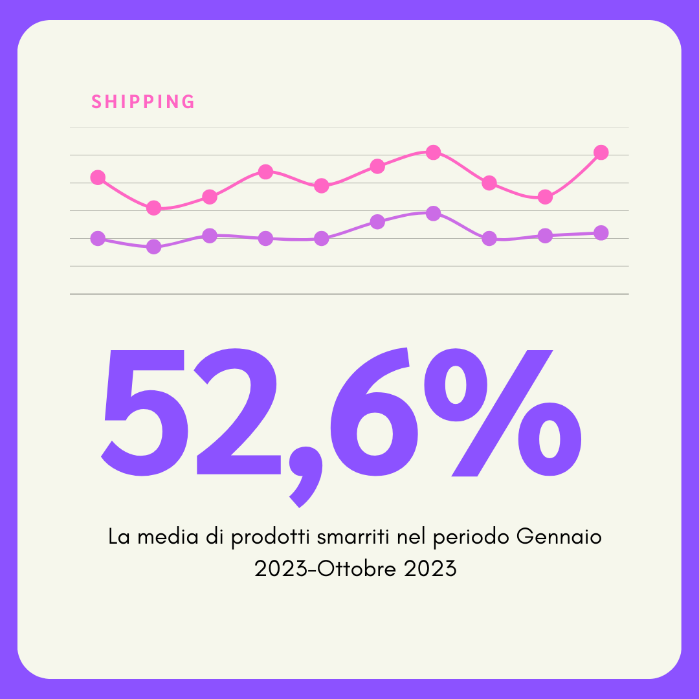 SHIPPING
52,6%
La media di prodotti smarriti nel periodo Gennaio
2023-Ottobre 2023